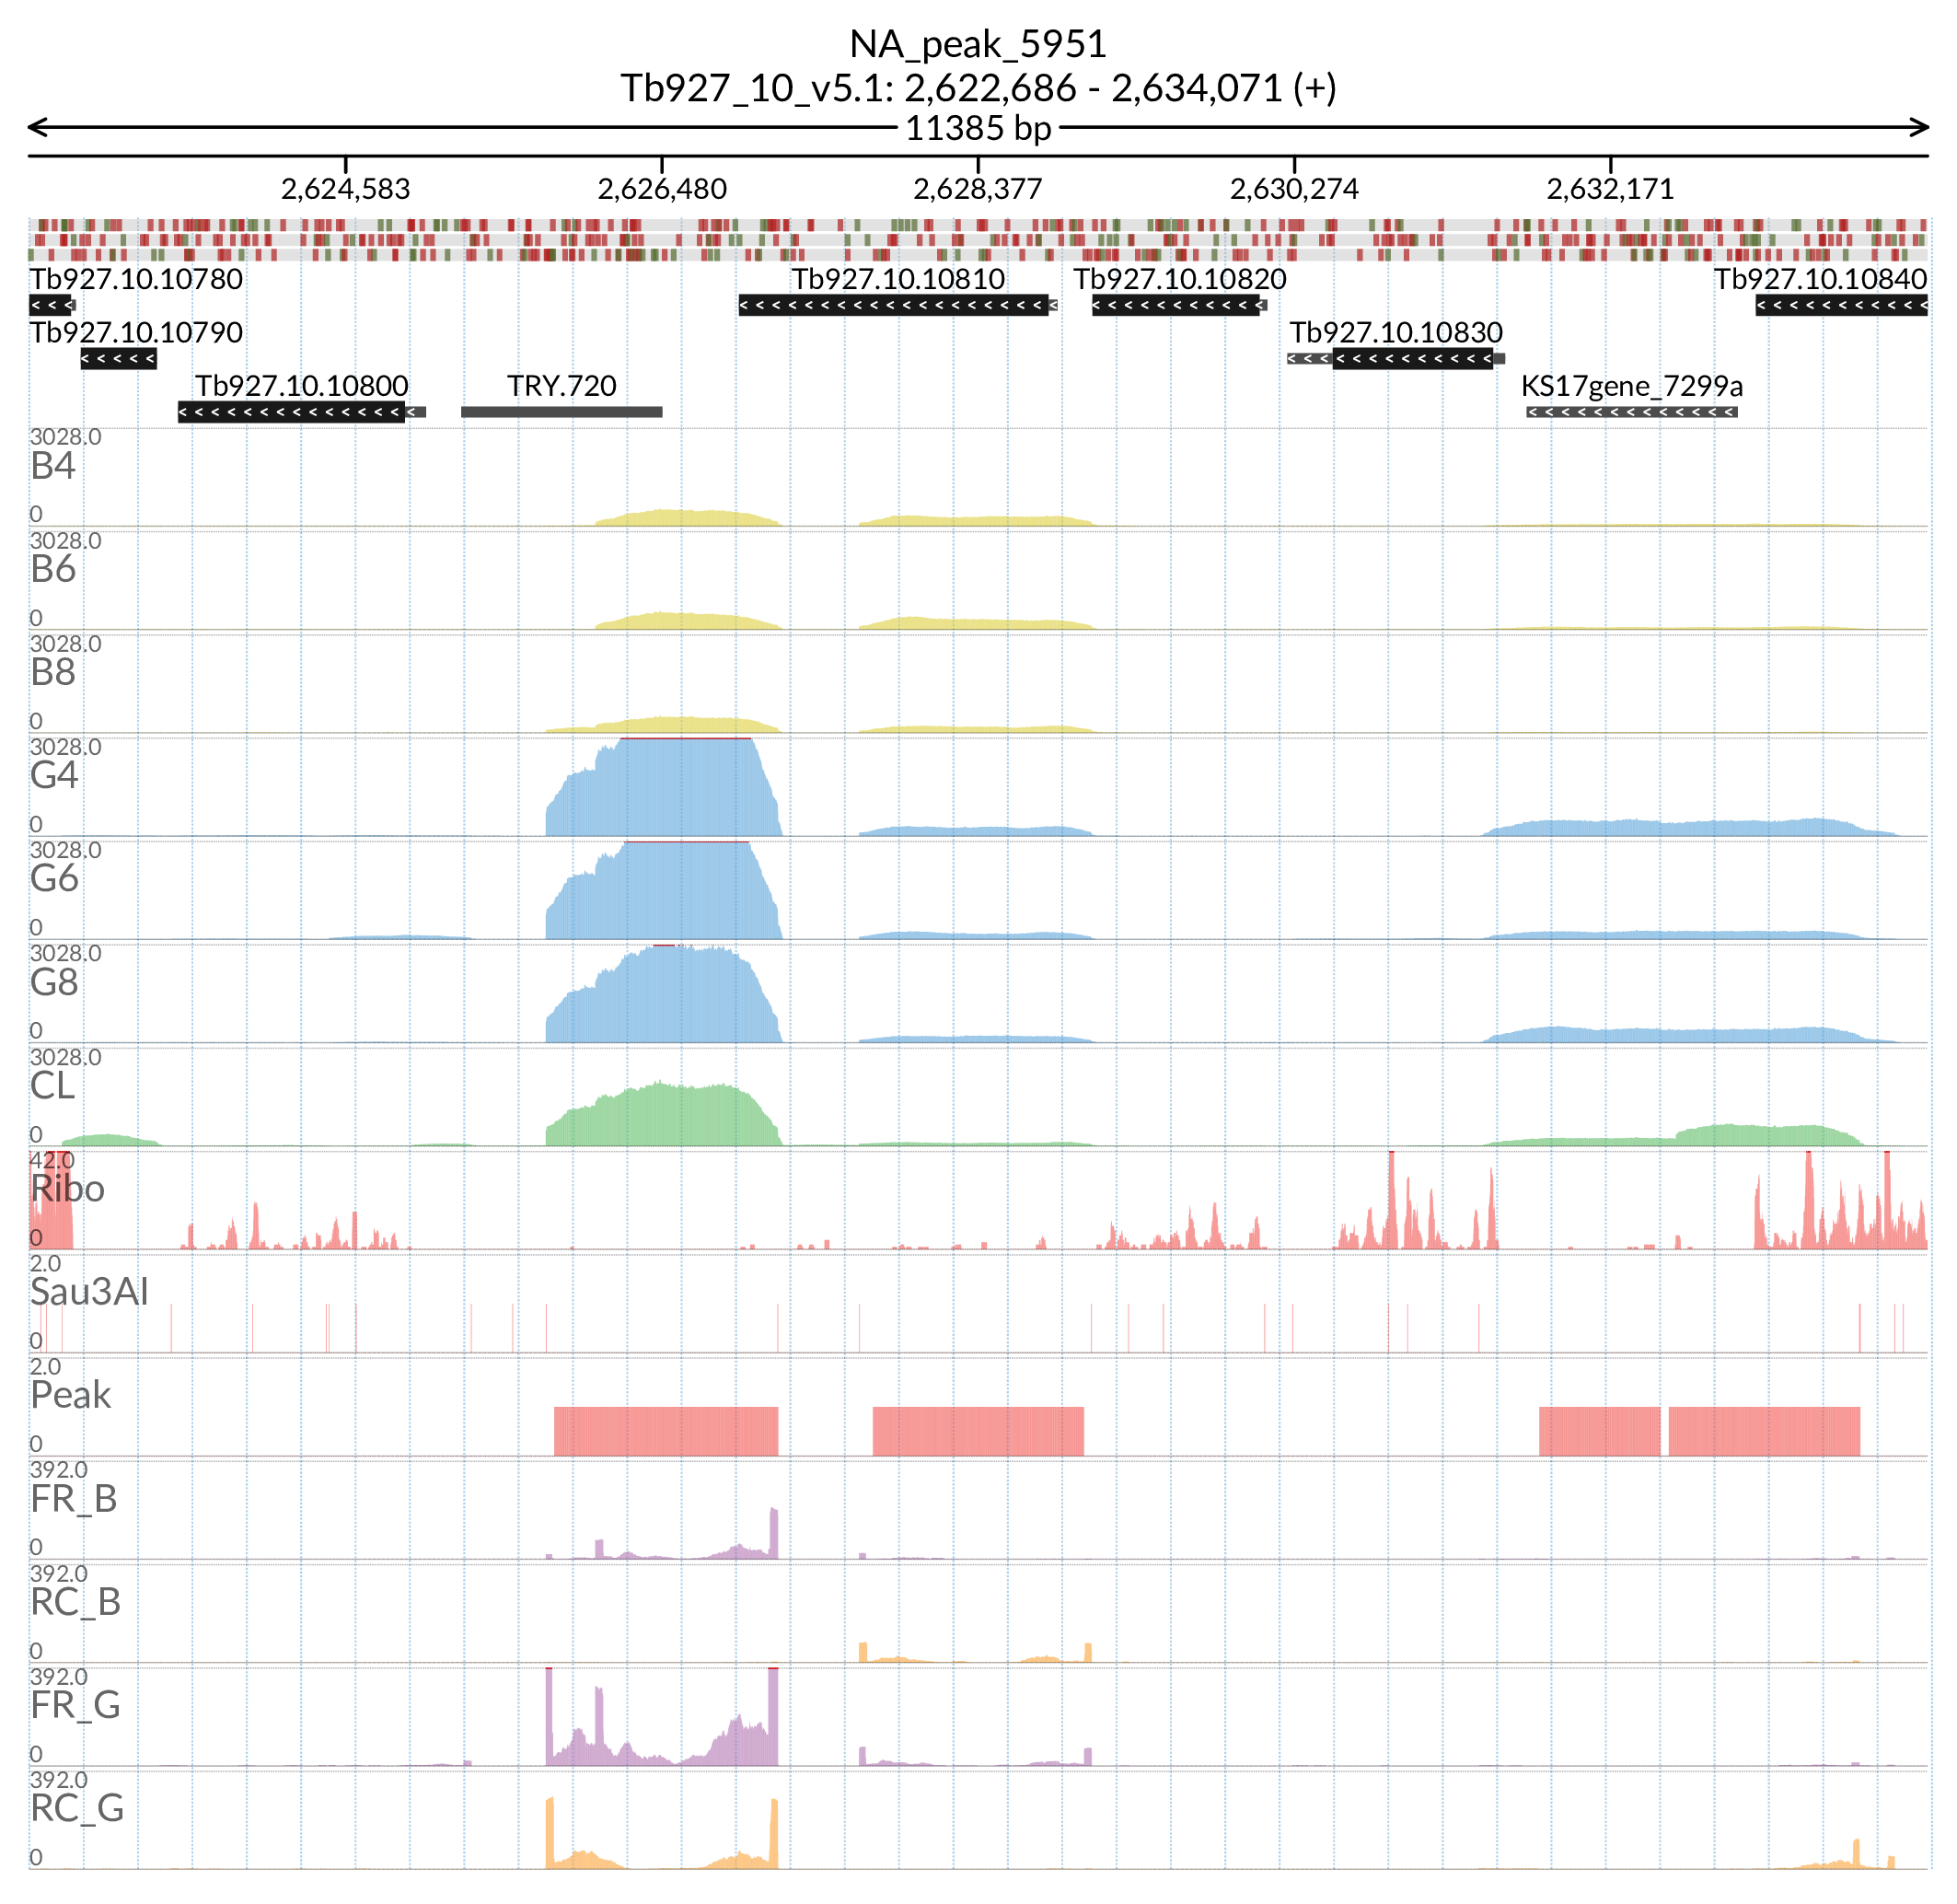 NA_peak_5951
Tb927_10_v5.1: 2,622,686 - 2,634,071 (+)
11385 bp
2,624,583 2,626,480 2,628,377 2,630,274 2,632,171
Tb927.10.10780 Tb927.10.10810 Tb927.10.10820 Tb927.10.10840
Tb927.10.10790 Tb927.10.10830
Tb927.10.10800 TRY.720 KS17gene_7299a
3028.0
B4
0
3028.0
B6
0
3028.0
B8
0
3028.0
G4
0
3028.0
G6
0
3028.0
G8
0
3028.0
CL
0
42.0
Ribo
0
2.0
Sau3AI
0
2.0
Peak
0
392.0
FR_B
0
392.0
RC_B
0
392.0
FR_G
0
392.0
RC_G
0